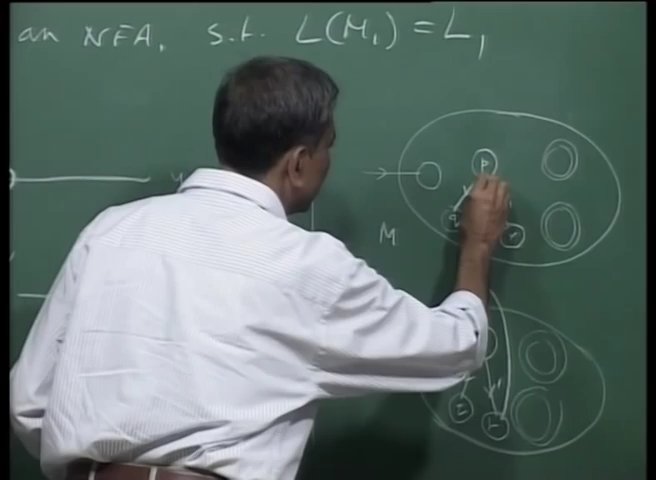 an NFA, s.t. L(M₁) = L₁
p
M
q
r